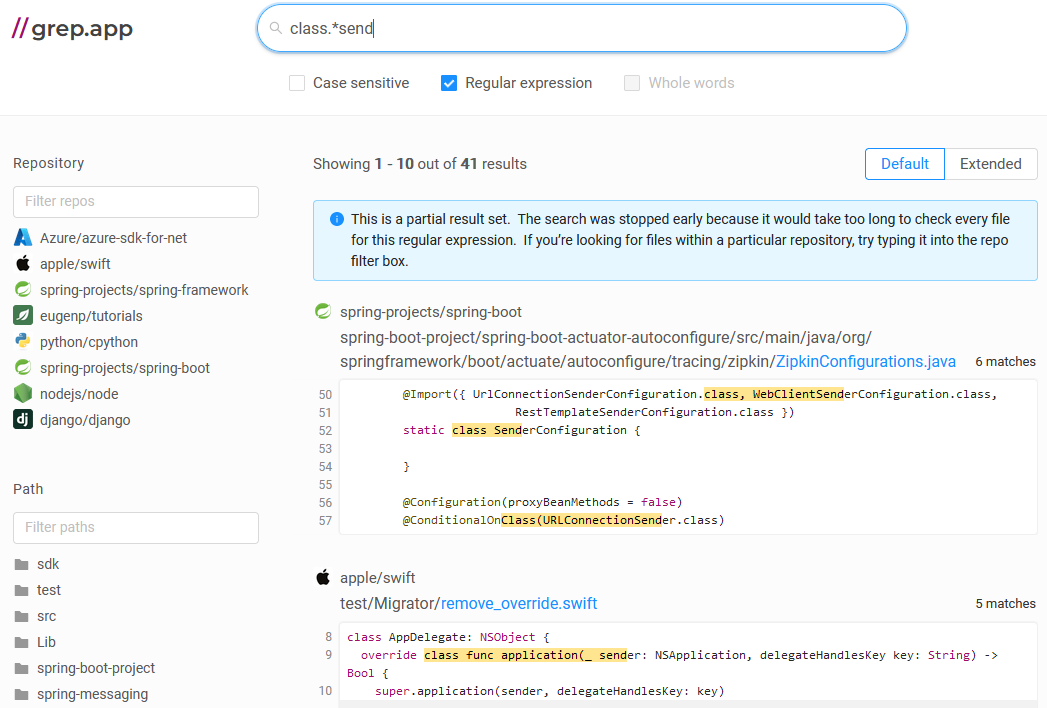 //grep.app
class.*send
Case sensitive
Regular expression
Whole words
Repository
Filter repos
Azure/azure-sdk-for-net
apple/swift
spring-projects/spring-framework
eugenp/tutorials
python/cpython
spring-projects/spring-boot
nodejs/node
dj django/django
Path
Filter paths
sdk
test
src
Lib
spring-boot-project
spring-messaging
Showing 1 - 10 out of 41 results
Default
Extended
This is a partial result set. The search was stopped early because it would take too long to check every file
for this regular expression. If you're looking for files within a particular repository, try typing it into the repo
filter box.
spring-projects/spring-boot
spring-boot-project/spring-boot-actuator-autoconfigure/src/main/java/org/
springframework/boot/actuate/autoconfigure/tracing/zipkin/ZipkinConfigurations.java 6 matches
50 @Import({ UrlConnectionSenderConfiguration.class, WebClientSenderConfiguration.class,
51 RestTemplateSenderConfiguration.class })
52 static class SenderConfiguration {
53
54 }
55
56 @Configuration(proxyBeanMethods = false)
57 @ConditionalOnClass(URLConnectionSender.class)
apple/swift
test/Migrator/remove_override.swift 5 matches
8 class AppDelegate: NSObject {
9 override class func application(_ sender: NSApplication, delegateHandlesKey key: String) ->
Bool {
10 super.application(sender, delegateHandlesKey: key)